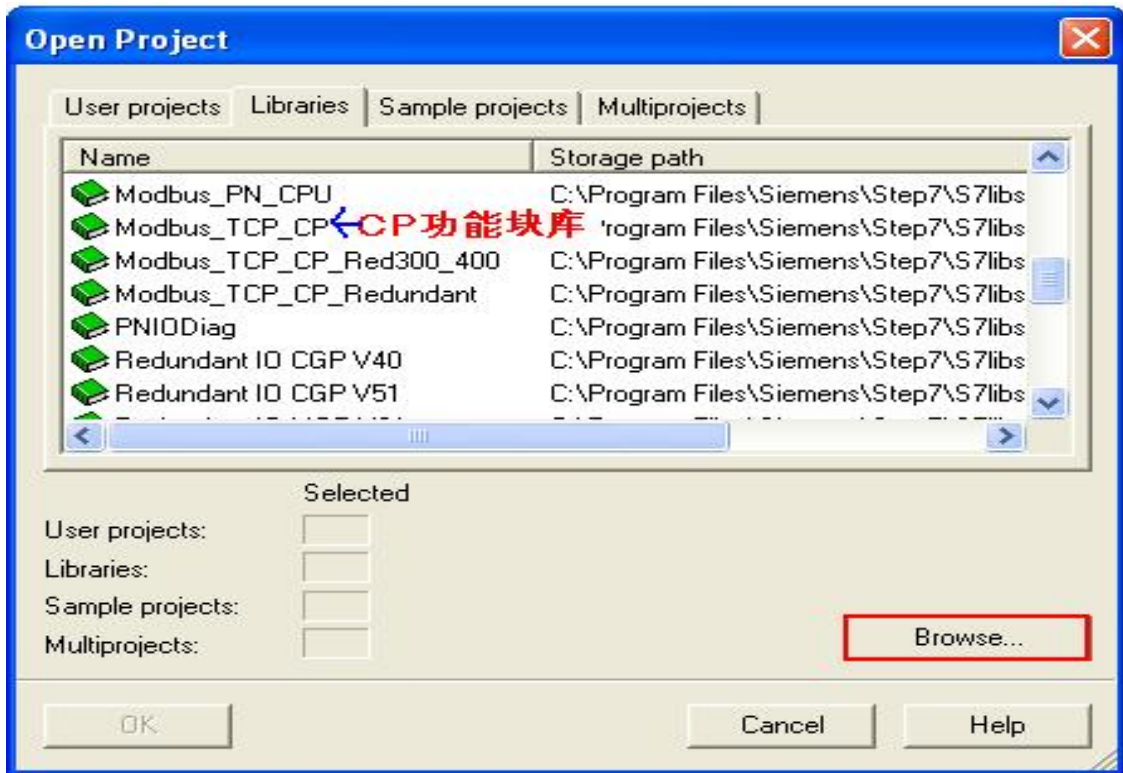 Open Project
User projects Libraries Sample projects Multiprojects
Name Storage path
Modbus_PN_CPU C:\Program Files\Siemens\Step7\S7libs
Modbus_TCP_CP CP功能块库 'rogram Files\Siemens\Step7\S7libs
Modbus_TCP_CP_Red300_400 C:\Program Files\Siemens\Step7\S7libs
Modbus_TCP_CP_Redundant C:\Program Files\Siemens\Step7\S7libs
PNIODiag C:\Program Files\Siemens\Step7\S7libs
Redundant IO CGP V40 C:\Program Files\Siemens\Step7\S7libs
Redundant IO CGP V51 C:\Program Files\Siemens\Step7\S7libs
Selected
User projects:
Libraries:
Sample projects:
Multiprojects:
Browse...
OK Cancel Help